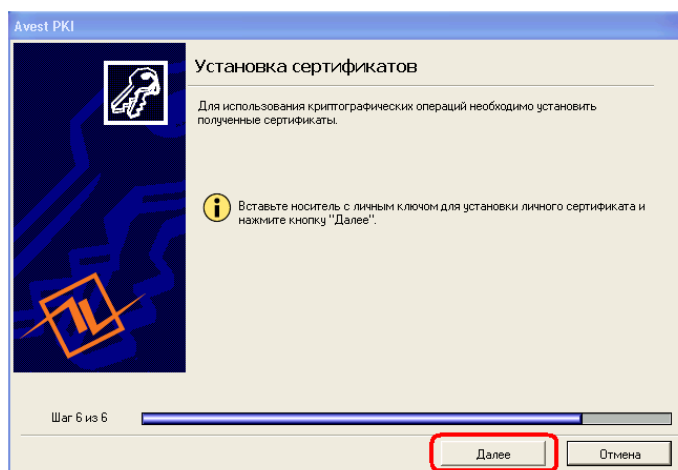 Avest PKI
Установка сертификатов
Для использования криптографических операций необходимо установить
полученные сертификаты.
Вставьте носитель с личным ключом для установки личного сертификата и
нажмите кнопку "Далее".
Шаг 6 из 6
Далее
Отмена